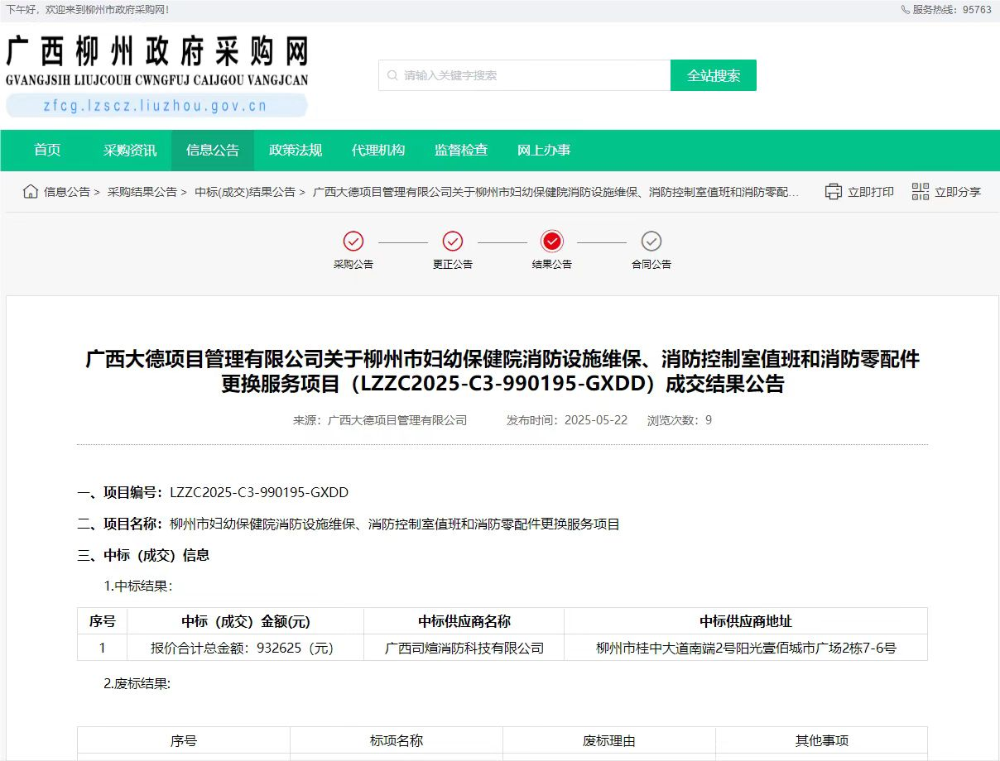 下午好，欢迎来到柳州市政府采购网！
服务热线：95763
广西柳州政府采购网
GVANGJSIH LIUJCOUH CWNGFUJ CAIJGOU VANGJCAN
zfcg.lzscz.liuzhou.gov.cn
请输入关键字搜索
全站搜索
首页 采购资讯 信息公告 政策法规 代理机构 监督检查 网上办事
信息公告 > 采购结果公告 > 中标(成交)结果公告 > 广西大德项目管理有限公司关于柳州市妇幼保健院消防设施维保、消防控制室值班和消防零配… 立即打印 立即分享
采购公告 更正公告 结果公告 合同公告
广西大德项目管理有限公司关于柳州市妇幼保健院消防设施维保、消防控制室值班和消防零配件
更换服务项目（LZZC2025-C3-990195-GXDD）成交结果公告
来源：广西大德项目管理有限公司 发布时间：2025-05-22 浏览次数：9
一、项目编号：LZZC2025-C3-990195-GXDD
二、项目名称：柳州市妇幼保健院消防设施维保、消防控制室值班和消防零配件更换服务项目
三、中标（成交）信息
1.中标结果：
序号 中标（成交）金额(元) 中标供应商名称 中标供应商地址
1 报价合计总金额：932625（元） 广西司煊消防科技有限公司 柳州市桂中大道南端2号阳光壹佰城市广场2栋7-6号
2.废标结果:
序号 标项名称 废标理由 其他事项